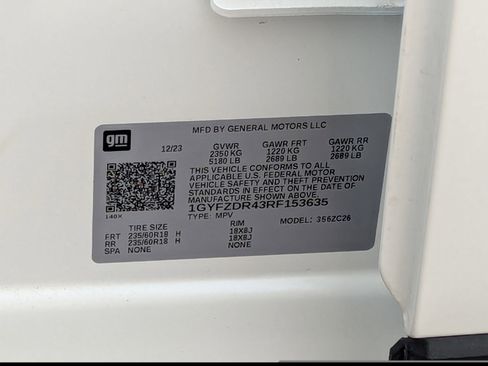 gm
MFD BY GENERAL MOTORS LLC
12/23 GVWR GAWR FRT GAWR RR
2350 KG 1220 KG 1220 KG
5180 LB 2689 LB 2689 LB
THIS VEHICLE CONFORMS TO ALL
APPLICABLE U.S. FEDERAL MOTOR
VEHICLE SAFETY AND THEFT PREVENTION
STANDARDS IN EFFECT ON THE DATE OF
MANUFACTURE SHOWN ABOVE.
1GYFZDR43RF153635
140X TYPE: MPV MODEL: 356ZC26
TIRE SIZE RIM
FRT 235/60R18 H 18X8J
RR 235/60R18 H 18X8J
SPA NONE NONE